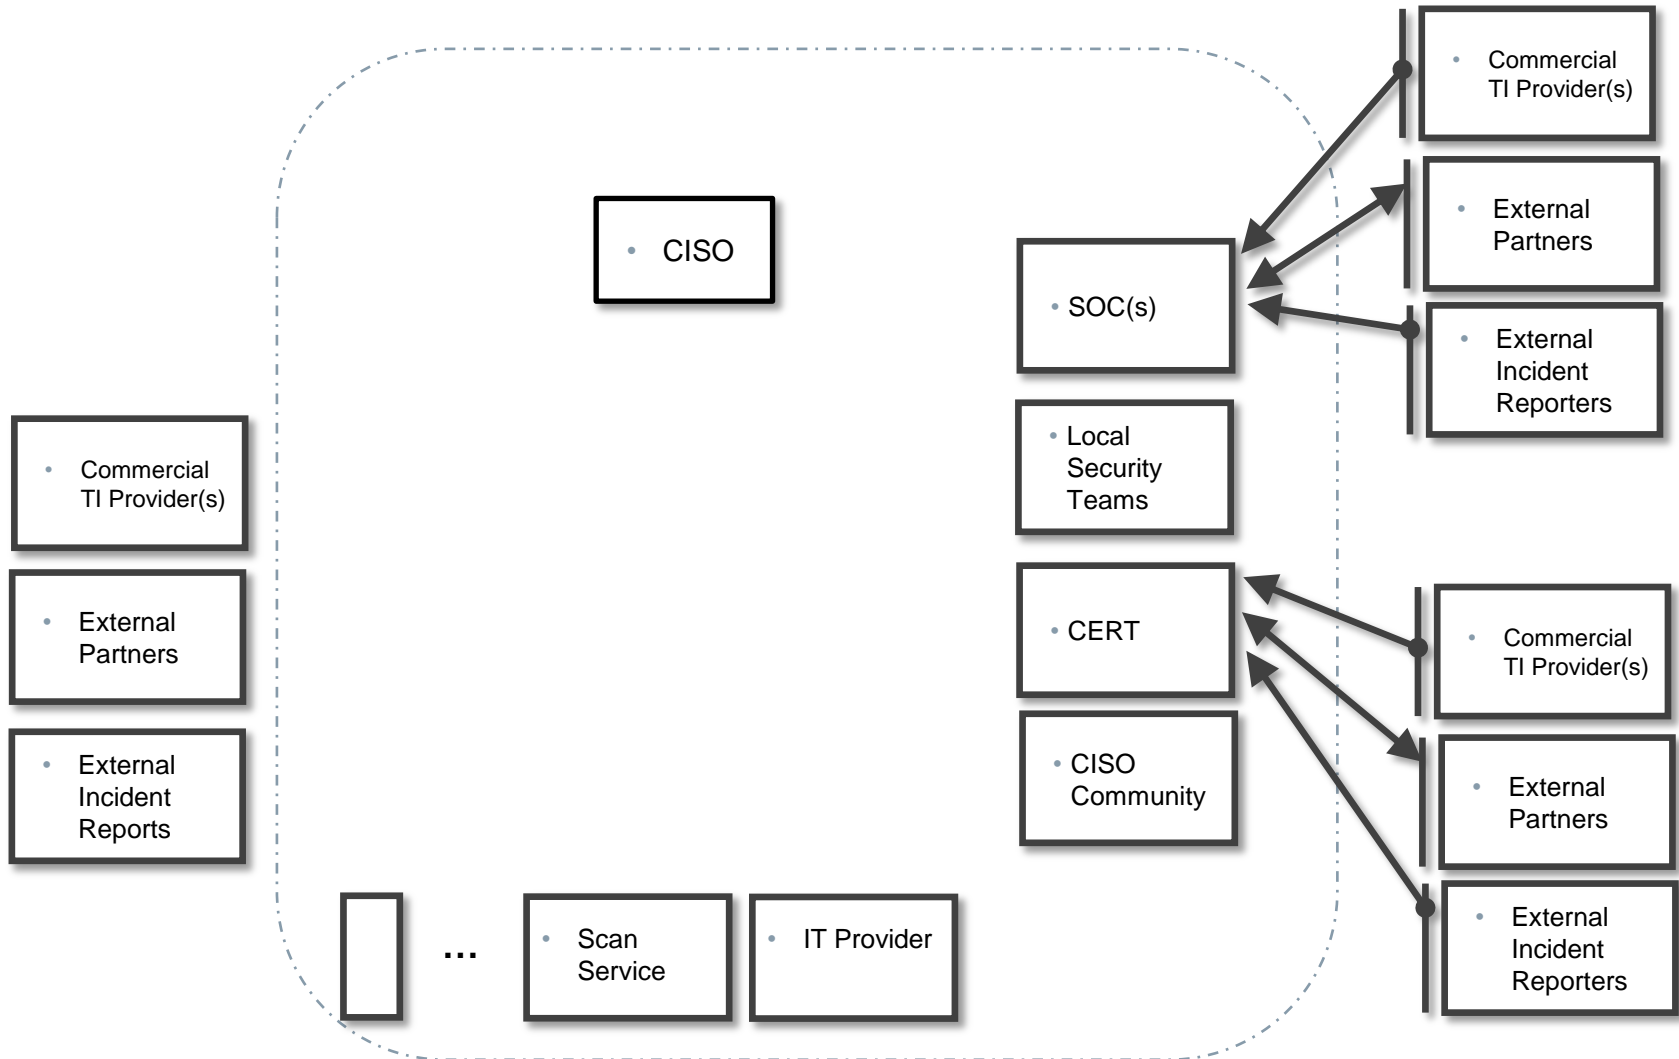 • Commercial
TI Provider(s)
• External
Partners
• External
Incident
Reporters
• CISO
• SOC(s)
• Local
Security
Teams
• CERT
• CISO
Community
• Commercial
TI Provider(s)
• External
Partners
• External
Incident
Reports
• Commercial
TI Provider(s)
• External
Partners
• External
Incident
Reporters
...
• Scan
Service
• IT Provider